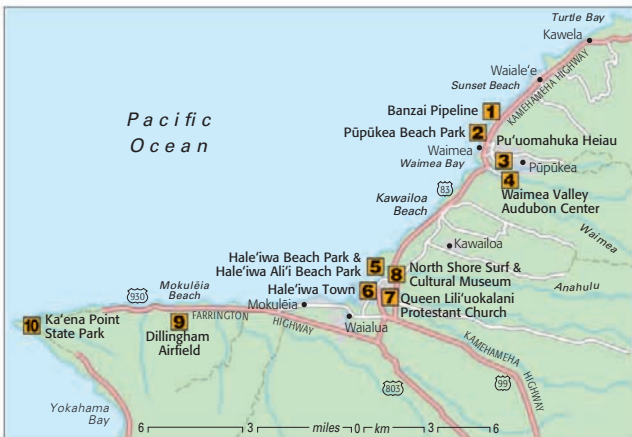 Turtle Bay
Kawela
Waiale'e
Sunset Beach
KAMEHAMEHA HIGHWAY
Banzai Pipeline
1
Pūpūkea Beach Park
2
Pu'uomahuka Heiau
Waimea
3
Pūpūkea
Waimea Bay
4
Waimea Valley
Audubon Center
Pacific
Ocean
83
Kawailoa
Beach
Waimea
Kawailoa
Anahulu
Hale'iwa Beach Park &
Hale'iwa Ali'i Beach Park
5
8
North Shore Surf &
Cultural Museum
Hale'iwa Town
6
7
Queen Lili'uokalani
Protestant Church
Mokulēia
Beach
930
Mokulēia
Waialua
FARRINGTON
HIGHWAY
10
Ka'ena Point
State Park
9
Dillingham
Airfield
KAMEHAMEHA
HIGHWAY
99
803
Yokahama
Bay
6 3 miles 0 km 3 6